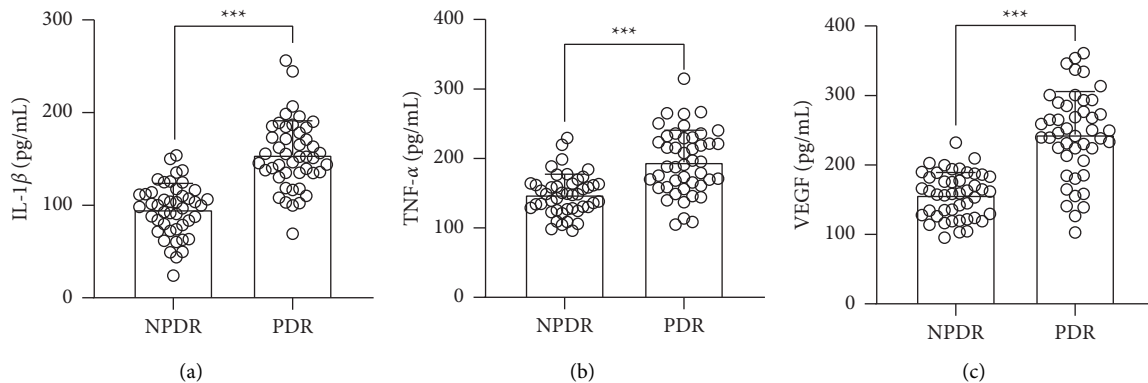 ***
300
200
100
0
IL-1β (pg/mL)
NPDR
PDR
(a)
***
400
300
200
100
0
TNF-α (pg/mL)
NPDR
PDR
(b)
***
400
300
200
100
0
VEGF (pg/mL)
NPDR
PDR
(c)